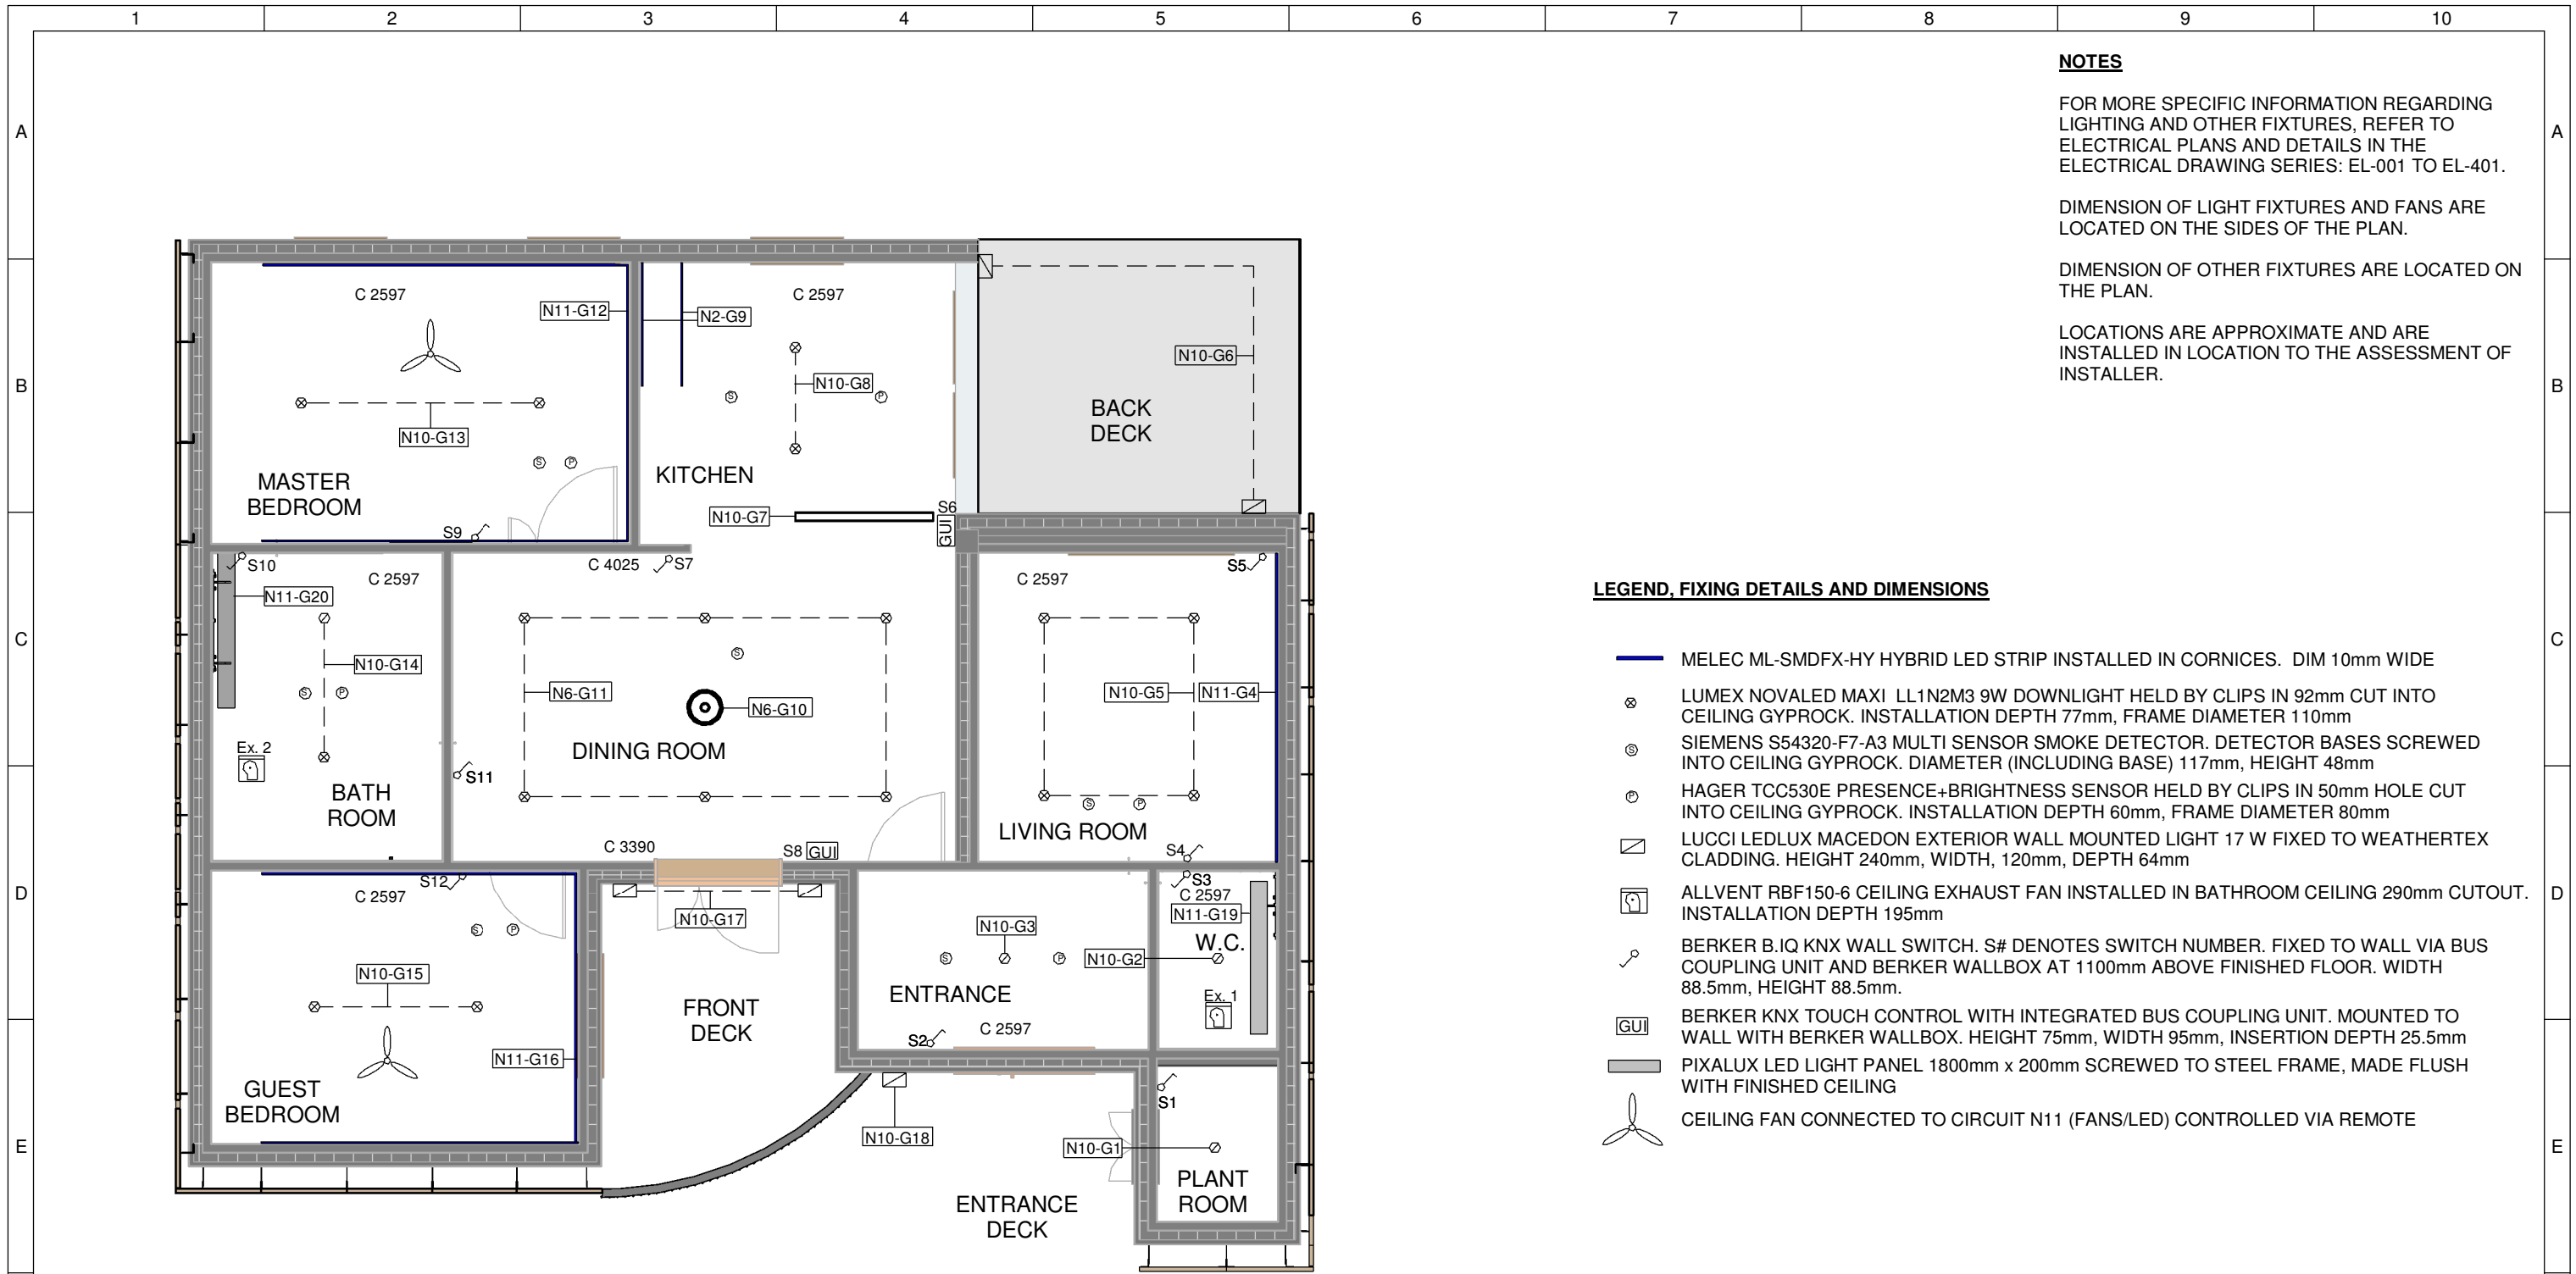 1 2 3 4 5 6 7 8 9 10
NOTES
FOR MORE SPECIFIC INFORMATION REGARDING
LIGHTING AND OTHER FIXTURES, REFER TO
ELECTRICAL PLANS AND DETAILS IN THE
ELECTRICAL DRAWING SERIES: EL-001 TO EL-401.
DIMENSION OF LIGHT FIXTURES AND FANS ARE
LOCATED ON THE SIDES OF THE PLAN.
DIMENSION OF OTHER FIXTURES ARE LOCATED ON
THE PLAN.
LOCATIONS ARE APPROXIMATE AND ARE
INSTALLED IN LOCATION TO THE ASSESSMENT OF
INSTALLER.
A A
B B
C C
D D
E E
C 2597
N11-G12
N10-G13
S P
MASTER
BEDROOM
S9
C 2597
N2-G9
N10-G8
S P
KITCHEN
N10-G7
S6
GUI
N10-G6
BACK
DECK
S10
C 2597
N11-G20
N10-G14
S P
Ex. 2
BATH
ROOM
C 4025
S7
S
N6-G11
N6-G10
DINING ROOM
S11
C 3390
S8 GUI
C 2597
S5
N10-G5
N11-G4
S P
LIVING ROOM
S4
S12
C 2597
S P
N10-G15
N11-G16
GUEST
BEDROOM
N10-G17
FRONT
DECK
N10-G3
S P
ENTRANCE
S2
C 2597
S3
C 2597
N11-G19
W.C.
N10-G2
Ex. 1
N10-G18
S1
N10-G1
PLANT
ROOM
ENTRANCE
DECK
LEGEND, FIXING DETAILS AND DIMENSIONS
MELEC ML-SMDFX-HY HYBRID LED STRIP INSTALLED IN CORNICES. DIM 10mm WIDE
LUMEX NOVALED MAXI LL1N2M3 9W DOWNLIGHT HELD BY CLIPS IN 92mm CUT INTO
CEILING GYPROCK. INSTALLATION DEPTH 77mm, FRAME DIAMETER 110mm
S SIEMENS S54320-F7-A3 MULTI SENSOR SMOKE DETECTOR. DETECTOR BASES SCREWED
INTO CEILING GYPROCK. DIAMETER (INCLUDING BASE) 117mm, HEIGHT 48mm
P HAGER TCC530E PRESENCE+BRIGHTNESS SENSOR HELD BY CLIPS IN 50mm HOLE CUT
INTO CEILING GYPROCK. INSTALLATION DEPTH 60mm, FRAME DIAMETER 80mm
LUCCI LEDLUX MACEDON EXTERIOR WALL MOUNTED LIGHT 17 W FIXED TO WEATHERTEX
CLADDING. HEIGHT 240mm, WIDTH, 120mm, DEPTH 64mm
ALLVENT RBF150-6 CEILING EXHAUST FAN INSTALLED IN BATHROOM CEILING 290mm CUTOUT.
INSTALLATION DEPTH 195mm
BERKER B.IQ KNX WALL SWITCH. S# DENOTES SWITCH NUMBER. FIXED TO WALL VIA BUS
COUPLING UNIT AND BERKER WALLBOX AT 1100mm ABOVE FINISHED FLOOR. WIDTH
88.5mm, HEIGHT 88.5mm.
GUI BERKER KNX TOUCH CONTROL WITH INTEGRATED BUS COUPLING UNIT. MOUNTED TO
WALL WITH BERKER WALLBOX. HEIGHT 75mm, WIDTH 95mm, INSERTION DEPTH 25.5mm
PIXALUX LED LIGHT PANEL 1800mm x 200mm SCREWED TO STEEL FRAME, MADE FLUSH
WITH FINISHED CEILING
CEILING FAN CONNECTED TO CIRCUIT N11 (FANS/LED) CONTROLLED VIA REMOTE